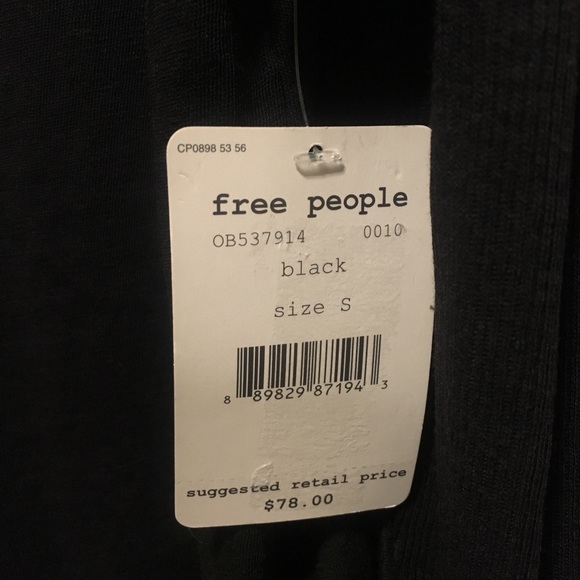 CP0898 53 56
free people
OB537914 0010
black
size S
8 89829 87194 3
suggested retail price
$78.00